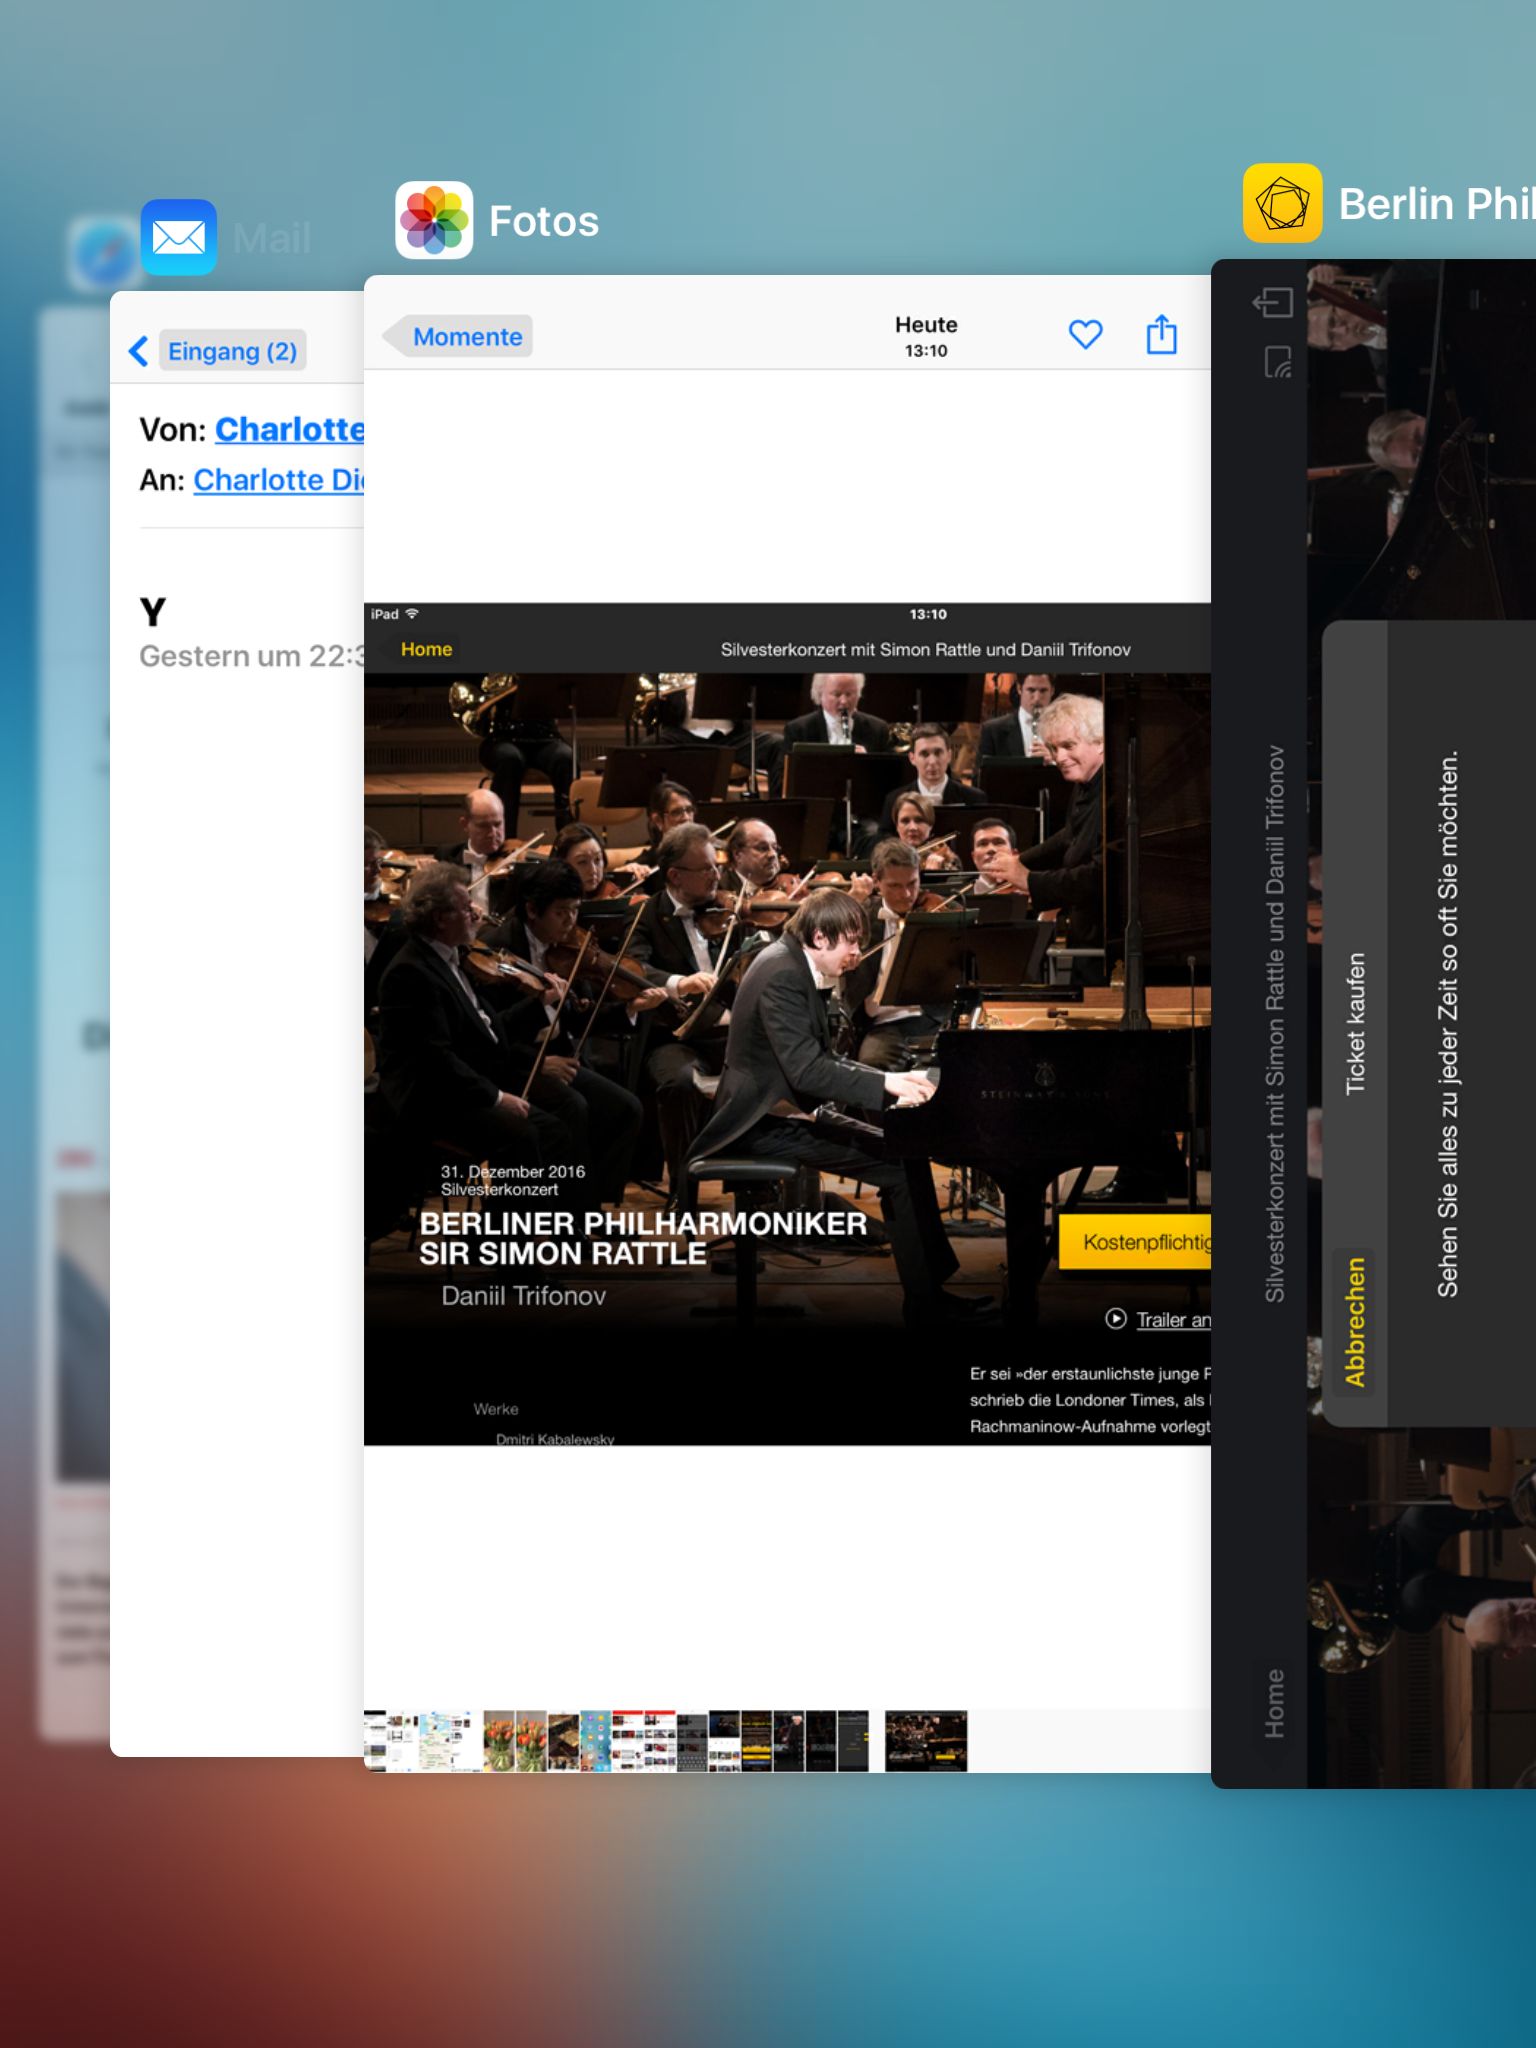 Mail
Eingang (2)
Von: Charlotte
An: Charlotte
Y
Gestern um
Fotos
Momente
Heute
13:10
iPad
13:10
Home
Silvesterkonzert mit Simon Rattle und Daniil Trifonov
STEINWAY & SONS
31. Dezember 2016
Silvesterkonzert
BERLINER PHILHARMONIKER
SIR SIMON RATTLE
Daniil Trifonov
Kostenpflichtig
Trailer an
Er sei »der erstaunlichste junge
schrieb die Londoner Times, als
Rachmaninow-Aufnahme vorlegt
Werke
Dmitri Kabalewsky
Berlin Phil
Home
Silvesterkonzert mit Simon Rattle und Daniil Trifonov
Abbrechen
Ticket kaufen
Sehen Sie alles zu jeder Zeit so oft Sie möchten.